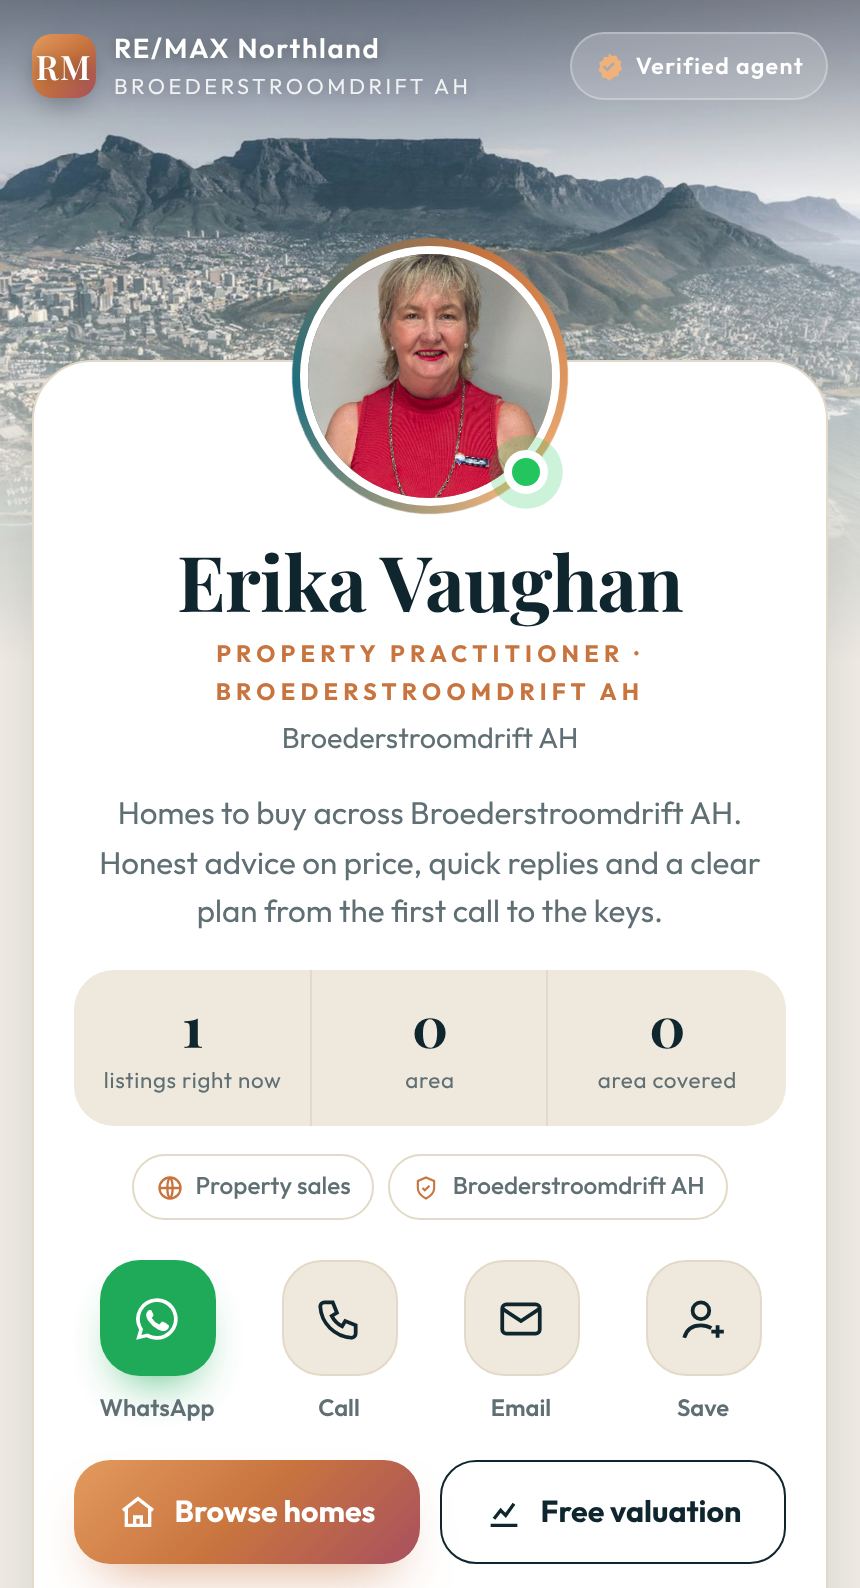 RM
RE/MAX Northland
BROEDERSTROOMDRIFT AH
Verified agent
Erika Vaughan
PROPERTY PRACTITIONER ·
BROEDERSTROOMDRIFT AH
Broederstroomdrift AH
Homes to buy across Broederstroomdrift AH.
Honest advice on price, quick replies and a clear
plan from the first call to the keys.
1
listings right now
0
area
0
area covered
Property sales
Broederstroomdrift AH
WhatsApp
Call
Email
Save
Browse homes
Free valuation